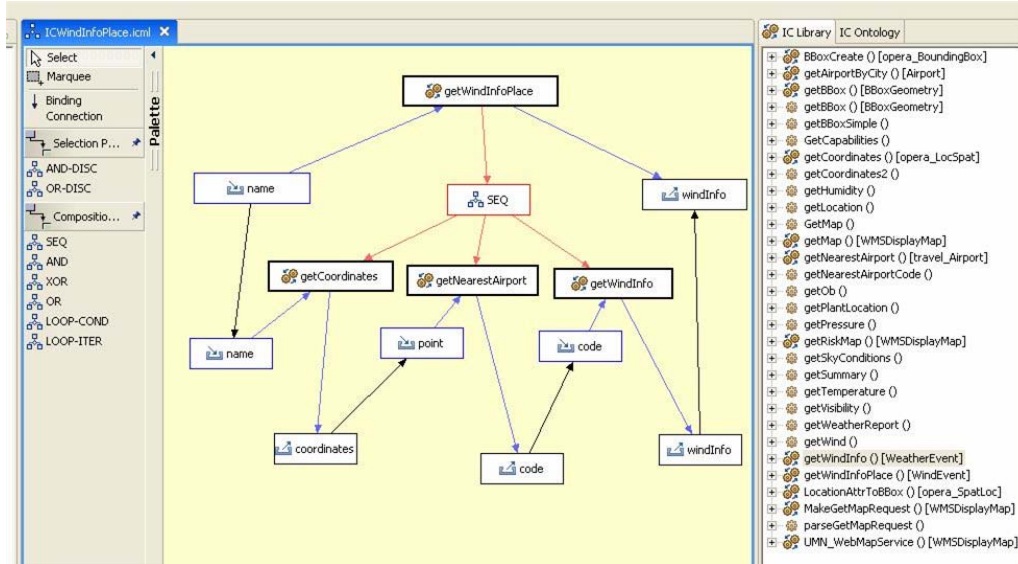 ICWindInfoPlace.icml
Select
Marquee
Binding
Connection
Palette
Selection P...
AND-DISC
OR-DISC
Compositio...
SEQ
AND
XOR
OR
LOOP-COND
LOOP-ITER
getWindInfoPlace
name
SEQ
windInfo
getCoordinates
getNearestAirport
getWindInfo
name
point
code
coordinates
code
windInfo
IC Library
IC Ontology
BBoxCreate () [opera_BoundingBox]
getAirportByCity () [Airport]
getBBox () [BBoxGeometry]
getBBox () [BBoxGeometry]
getBBoxSimple ()
GetCapabilities ()
getCoordinates () [opera_LocSpat]
getCoordinates2 ()
getHumidity ()
getLocation ()
GetMap ()
getMap () [WMSDisplayMap]
getNearestAirport () [travel_Airport]
getNearestAirportCode ()
getOb ()
getPlantLocation ()
getPressure ()
getRiskMap () [WMSDisplayMap]
getSkyConditions ()
getSummary ()
getTemperature ()
getVisibility ()
getWeatherReport ()
getWind ()
getWindInfo () [WeatherEvent]
getWindInfoPlace () [WindEvent]
LocationAttrToBBox () [opera_SpatLoc]
MakeGetMapRequest () [WMSDisplayMap]
parseGetMapRequest ()
UMN_WebMapService () [WMSDisplayMap]